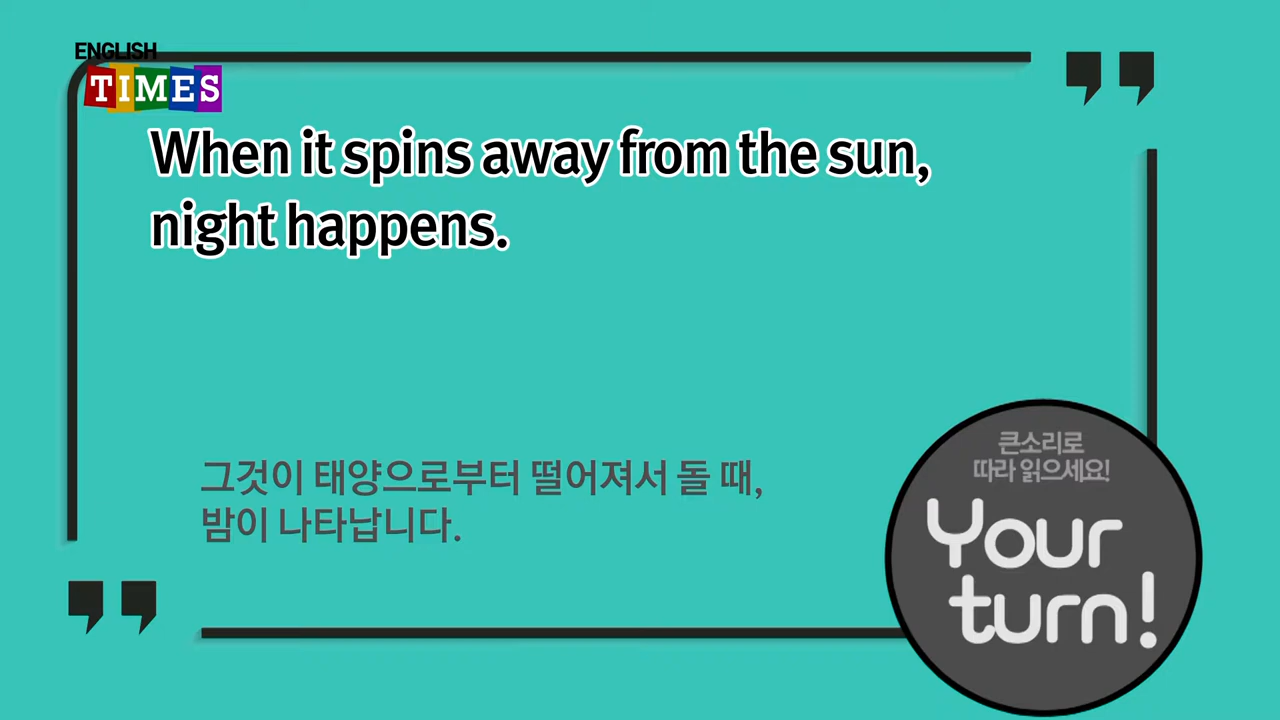 ENGLISH
TIMES
When it spins away from the sun,
night happens.
그것이 태양으로부터 떨어져서 돌 때,
밤이 나타납니다.
큰소리로
따라 읽으세요!
Your
turn!